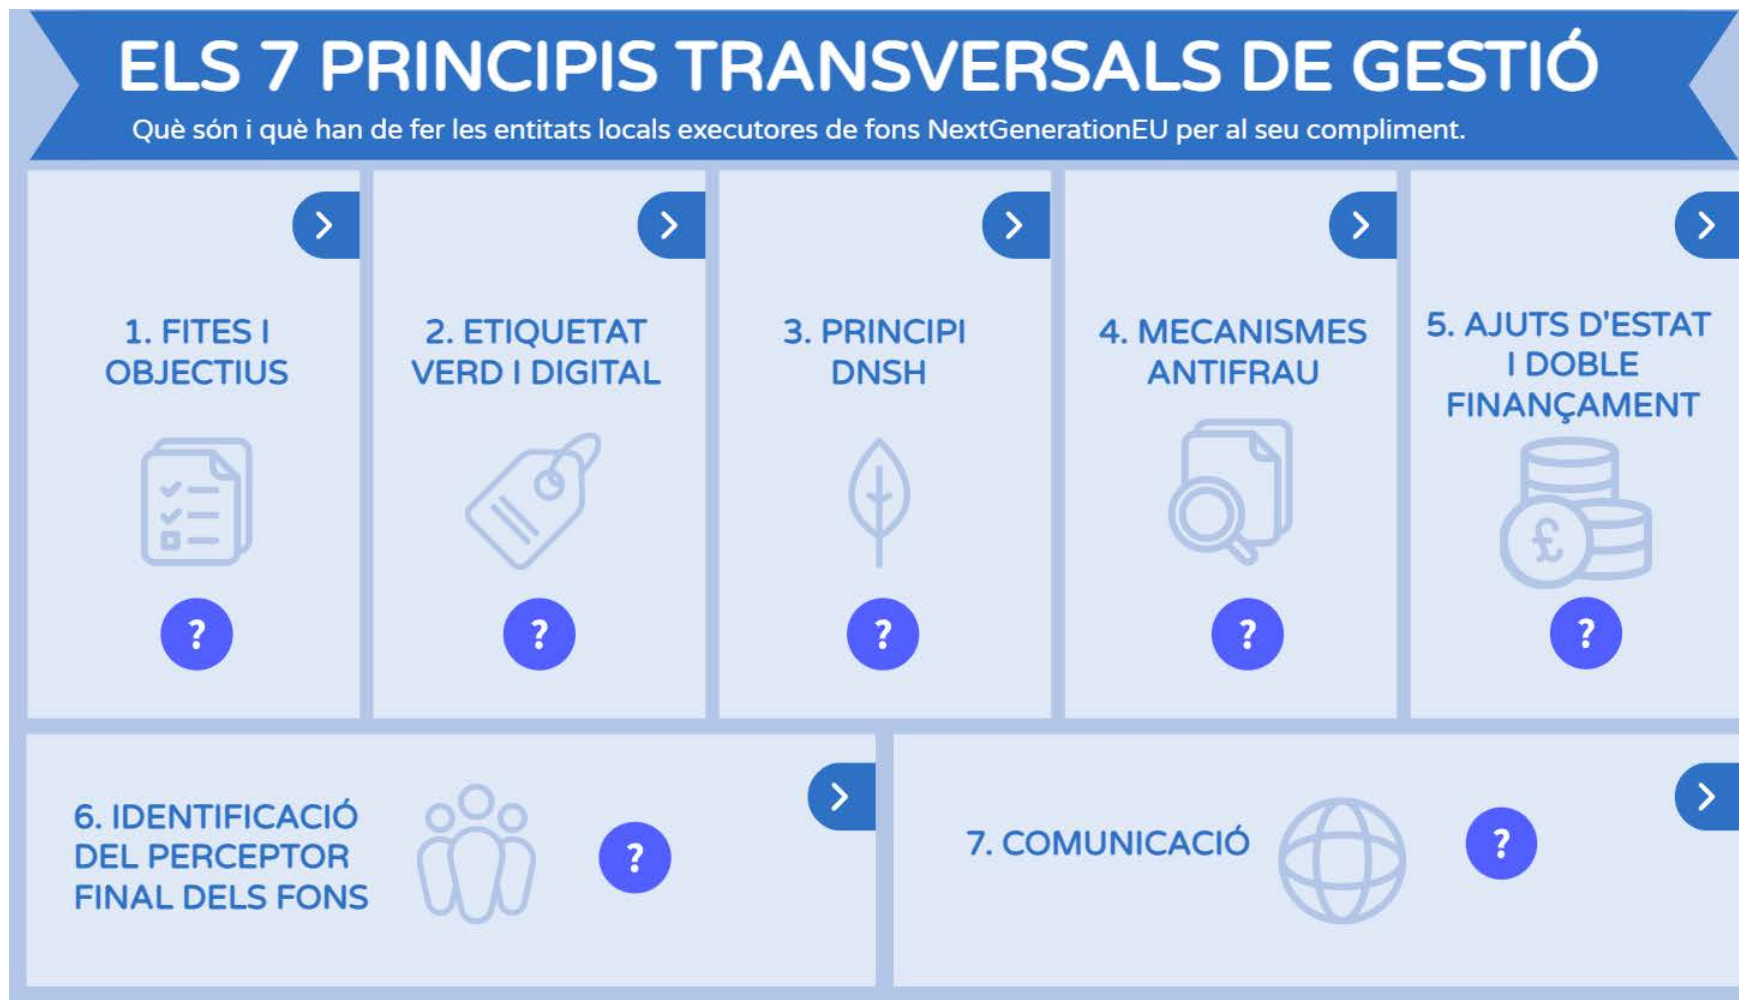 ELS 7 PRINCIPIS TRANSVERSALS DE GESTIÓ
Què són i què han de fer les entitats locals executores de fons NextGenerationEU per al seu compliment.
1. FITES I
OBJECTIUS
?
2. ETIQUETAT
VERD I DIGITAL
?
3. PRINCIPI
DNSH
?
4. MECANISMES
ANTIFRAU
?
5. AJUTS D'ESTAT
I DOBLE
FINANÇAMENT
£
?
6. IDENTIFICACIÓ
DEL PERCEPTOR
FINAL DELS FONS
?
7. COMUNICACIÓ
?